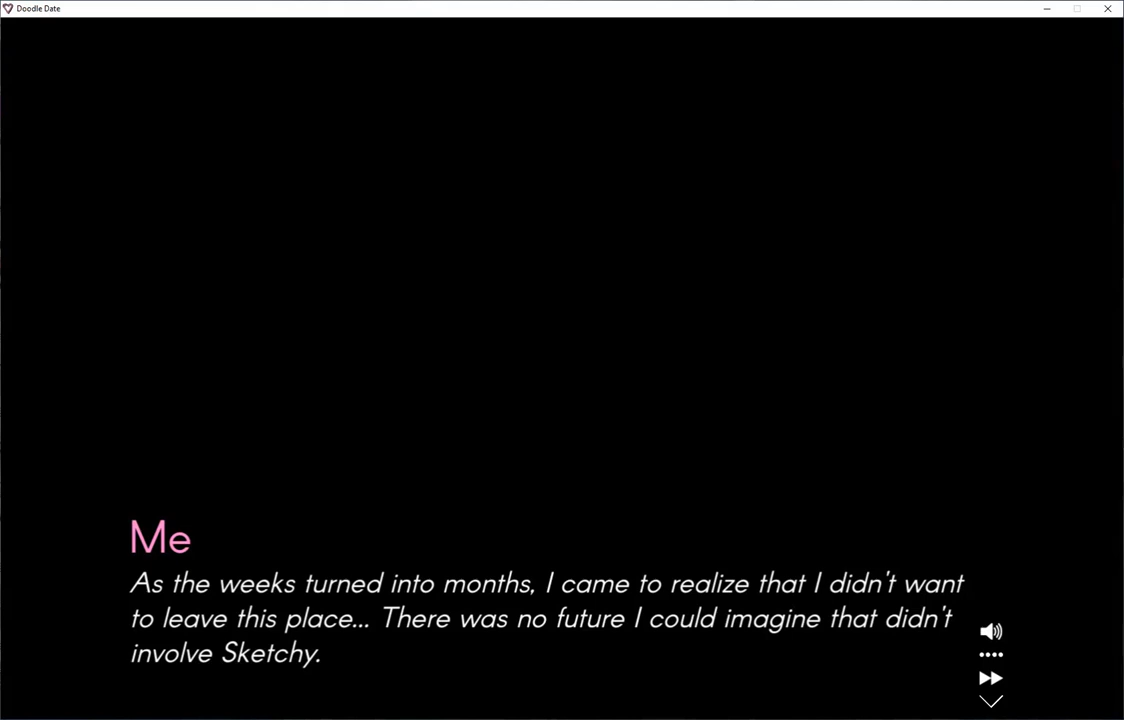 Doodle Date
Me
As the weeks turned into months, I came to realize that I didn't want
to leave this place... There was no future I could imagine that didn't
involve Sketchy.